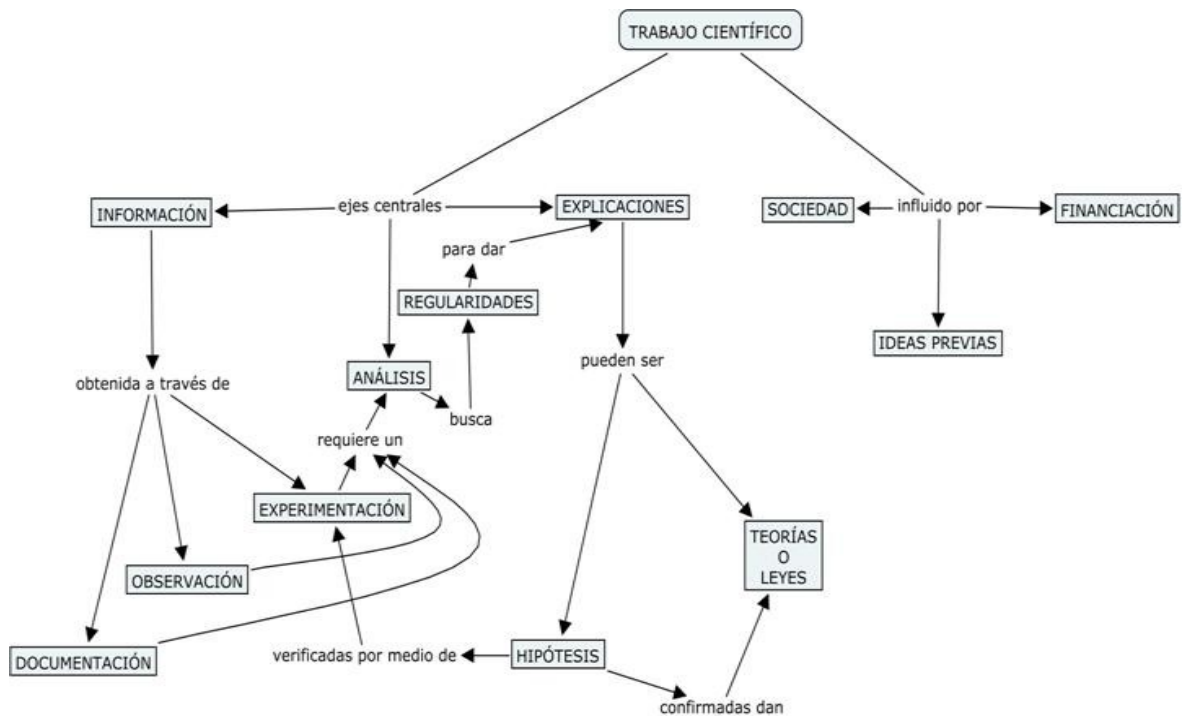 TRABAJO CIENTÍFICO
INFORMACIÓN
ejes centrales
EXPLICACIONES
SOCIEDAD
influido por
FINANCIACIÓN
para dar
REGULARIDADES
IDEAS PREVIAS
pueden ser
obtenida a través de
ANÁLISIS
busca
requiere un
EXPERIMENTACIÓN
TEORÍAS
O
LEYES
OBSERVACIÓN
DOCUMENTACIÓN
verificadas por medio de
HIPÓTESIS
confirmadas dan